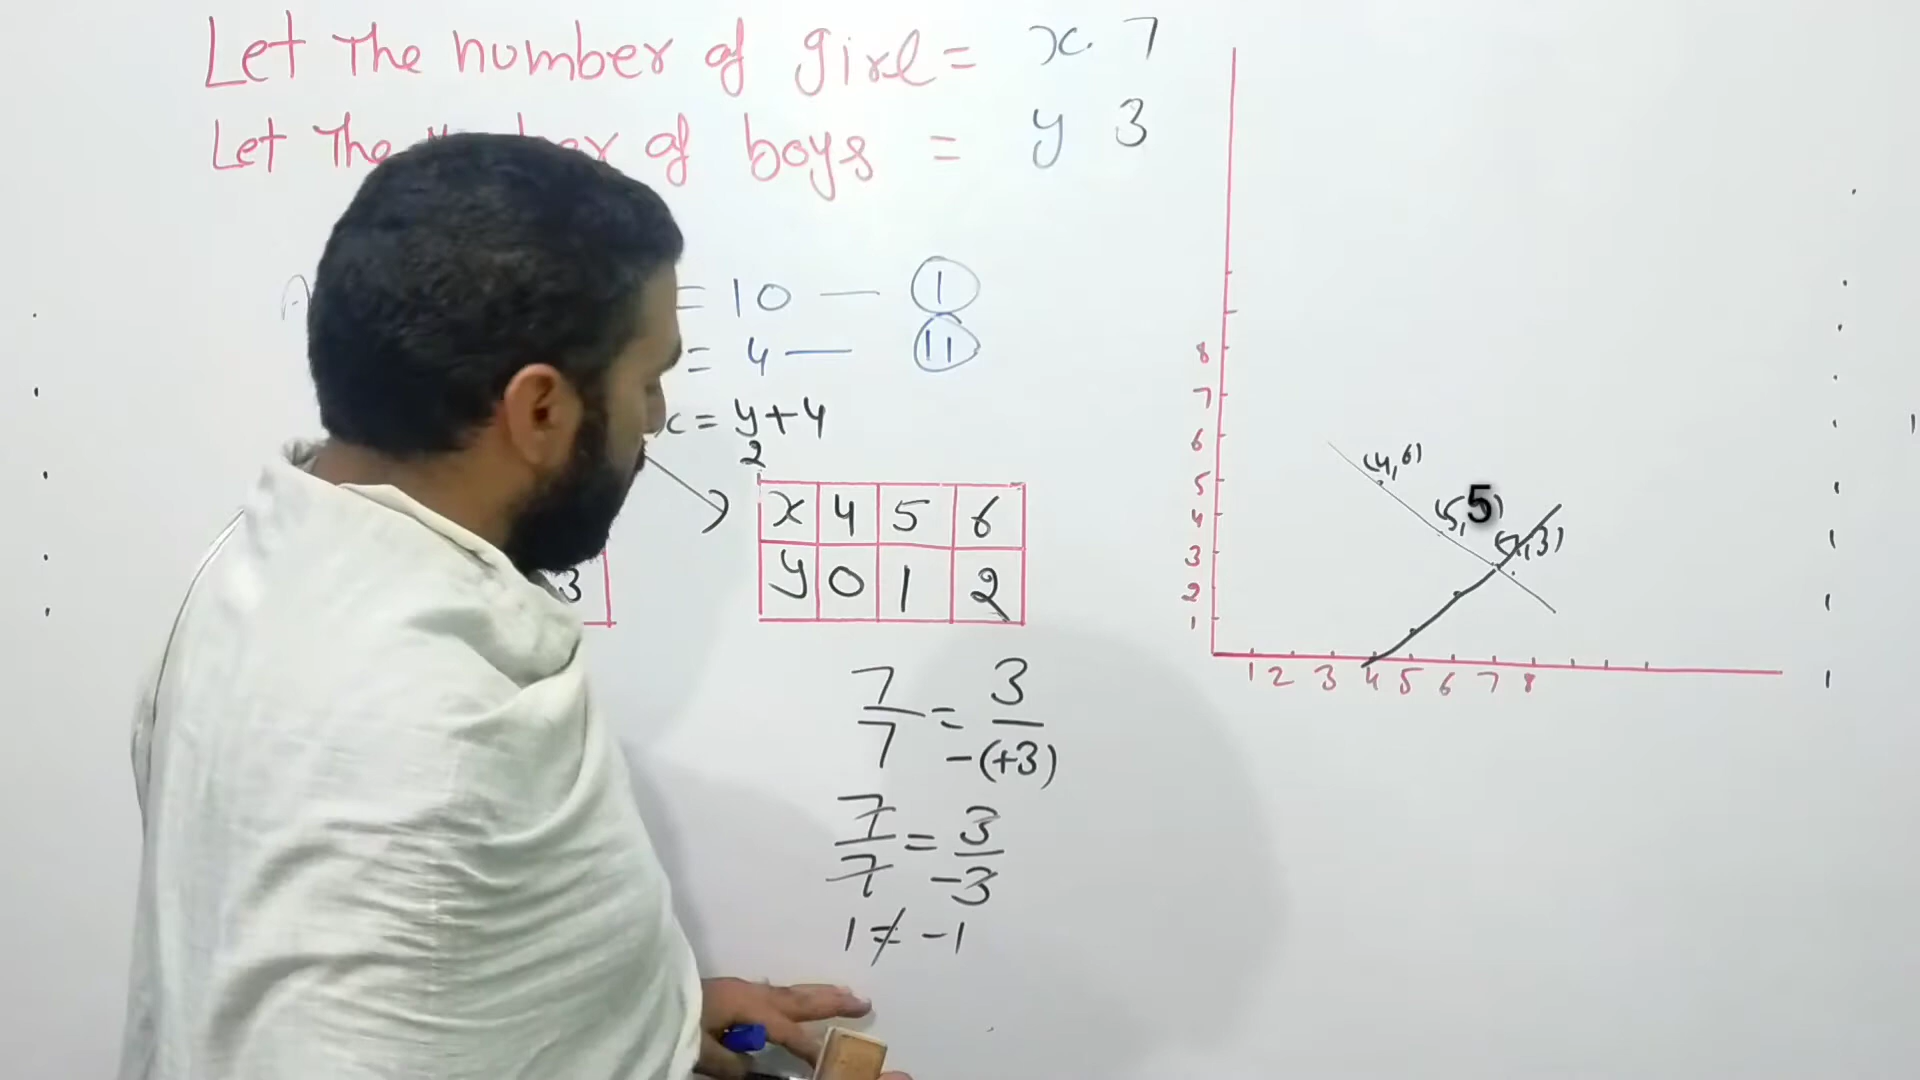 Let The number of girl = x 7
Let The of boys = y 3
= 10 — 1
= 4 — 11
x = y + 4
2
x 4 5 6
y 0 1 2
3
7/7 = 3/-(+3)
7/7 = 3/-3
1 ≠ -1
8
7
6
5
4
3
2
1
(4,6)
(5,5)
(7,3)
1 2 3 4 5 6 7 8